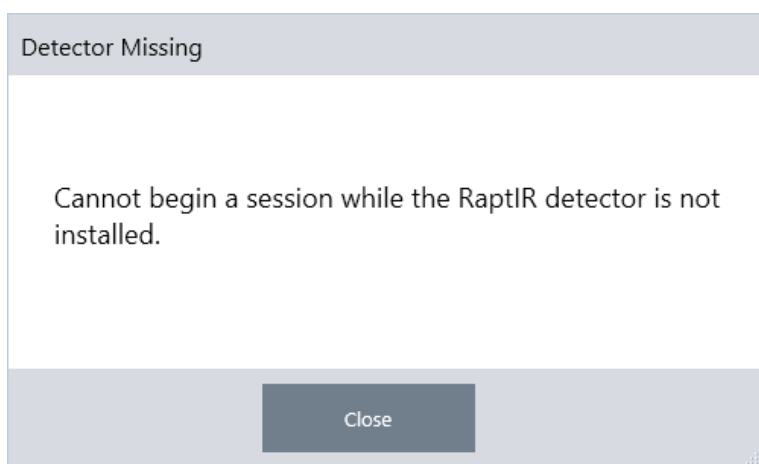 Detector Missing
Cannot begin a session while the RaptIR detector is not
installed.
Close